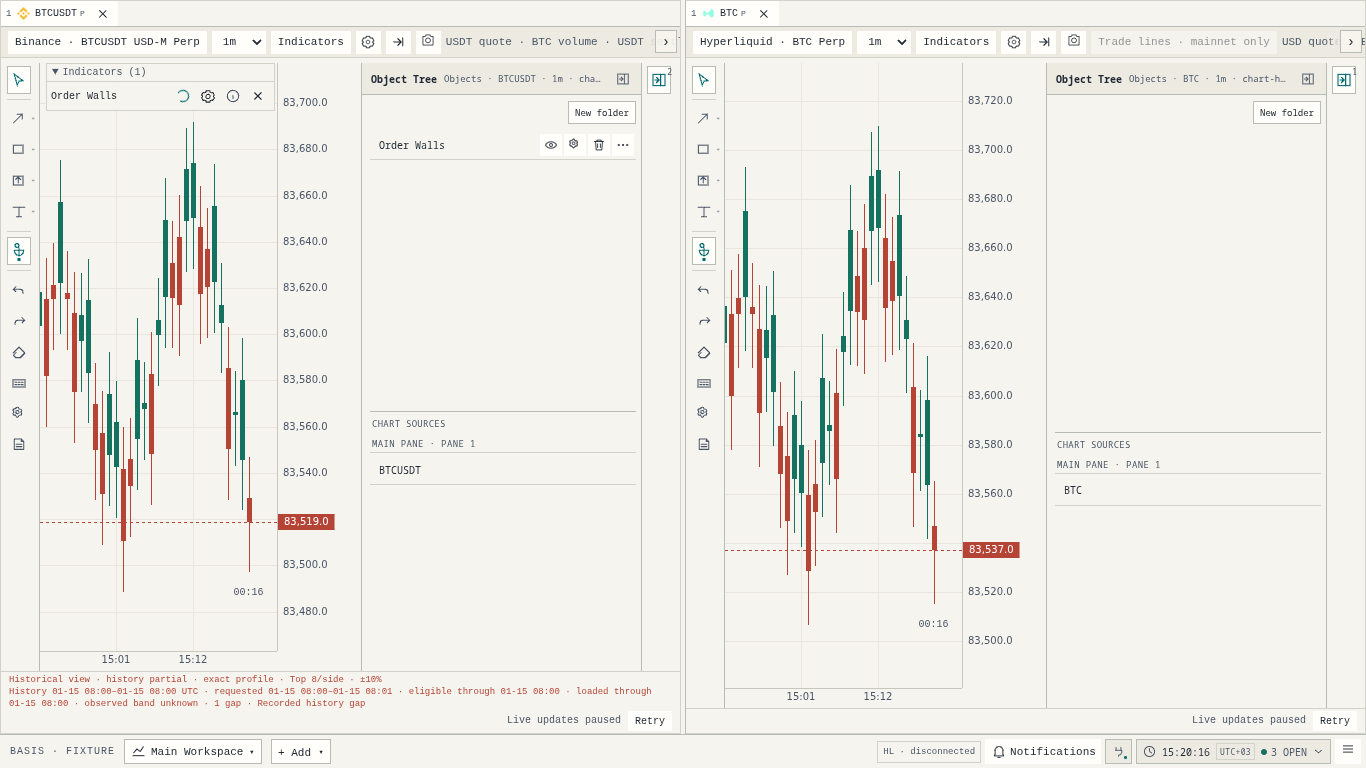 1 BTCUSDT P
Binance · BTCUSDT USD-M Perp 1m Indicators USDT quote · BTC volume · USDT
Indicators (1)
Order Walls
83,700.0
83,680.0
83,660.0
83,640.0
83,620.0
83,600.0
83,580.0
83,560.0
83,540.0
83,519.0
83,500.0
83,480.0
00:16
15:01 15:12
Object Tree Objects · BTCUSDT · 1m · cha…
2
New folder
Order Walls
CHART SOURCES
MAIN PANE · PANE 1
BTCUSDT
Historical view · history partial · exact profile · Top 8/side · ±10%
History 01-15 08:00—01-15 08:00 UTC · requested 01-15 08:00—01-15 08:01 · eligible through 01-15 08:00 · loaded through
01-15 08:00 · observed band unknown · 1 gap · Recorded history gap
Live updates paused Retry
1 BTC P
Hyperliquid · BTC Perp 1m Indicators Trade lines · mainnet only USD quot
83,720.0
83,700.0
83,680.0
83,660.0
83,640.0
83,620.0
83,600.0
83,580.0
83,560.0
83,537.0
83,520.0
83,500.0
00:16
15:01 15:12
Object Tree Objects · BTC · 1m · chart-h…
1
New folder
CHART SOURCES
MAIN PANE · PANE 1
BTC
Live updates paused Retry
BASIS · FIXTURE Main Workspace + Add HL · disconnected Notifications 15:20:16 UTC+03 3 OPEN